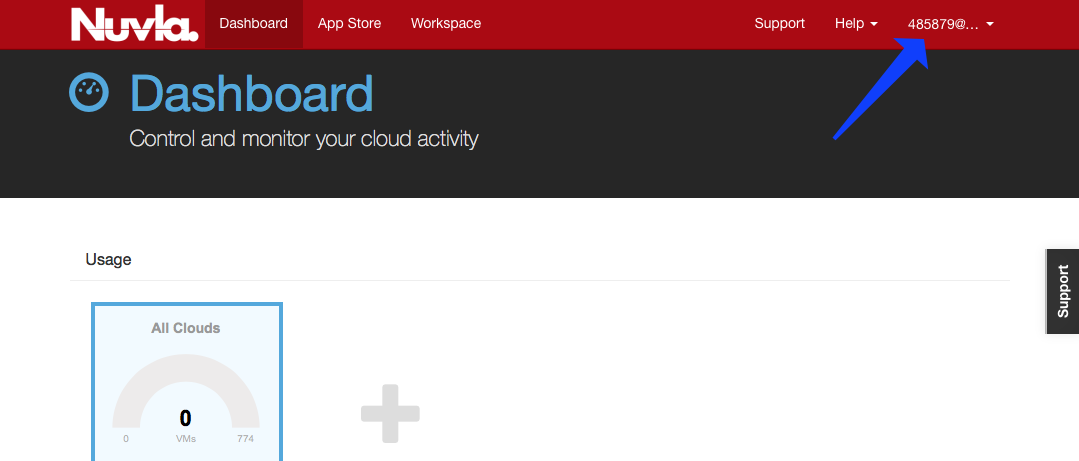 Nuvla. Dashboard App Store Workspace Support Help 485879@...
Dashboard
Control and monitor your cloud activity
Usage
Support
All Clouds
0
0 VMs 774